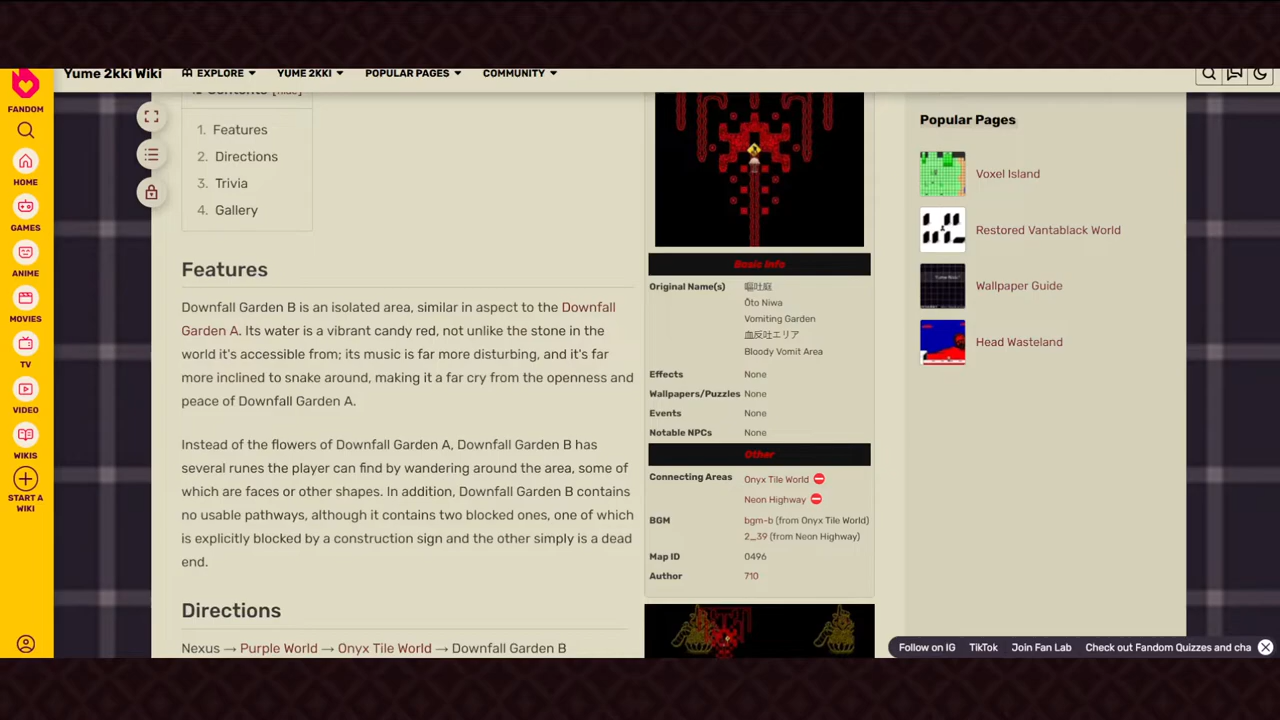 Yume 2kki Wiki
EXPLORE
YUME 2KKI
POPULAR PAGES
COMMUNITY
FANDOM
HOME
GAMES
ANIME
MOVIES
TV
VIDEO
WIKIS
START A
WIKI
Contents [hide]
1. Features
2. Directions
3. Trivia
4. Gallery
Features
Downfall Garden B is an isolated area, similar in aspect to the Downfall
Garden A. Its water is a vibrant candy red, not unlike the stone in the
world it's accessible from; its music is far more disturbing, and it's far
more inclined to snake around, making it a far cry from the openness and
peace of Downfall Garden A.
Instead of the flowers of Downfall Garden A, Downfall Garden B has
several runes the player can find by wandering around the area, some of
which are faces or other shapes. In addition, Downfall Garden B contains
no usable pathways, although it contains two blocked ones, one of which
is explicitly blocked by a construction sign and the other simply is a dead
end.
Directions
Nexus → Purple World → Onyx Tile World → Downfall Garden B
Basic Info
Original Name(s) 嘔吐庭
Ōto Niwa
Vomiting Garden
血反吐エリア
Bloody Vomit Area
Effects None
Wallpapers/Puzzles None
Events None
Notable NPCs None
Other
Connecting Areas Onyx Tile World
Neon Highway
BGM bgm-b (from Onyx Tile World)
2_39 (from Neon Highway)
Map ID 0496
Author 710
Popular Pages
Voxel Island
Restored Vantablack World
Wallpaper Guide
Head Wasteland
Follow on IG TikTok Join Fan Lab Check out Fandom Quizzes and cha